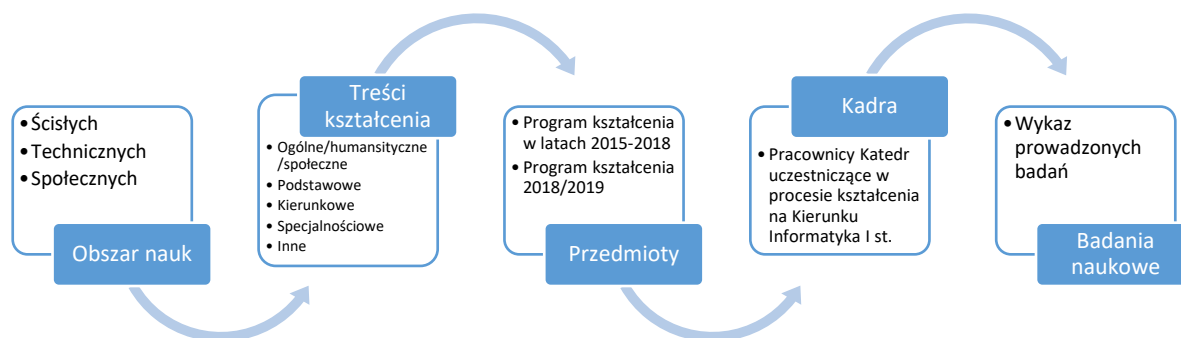 • Ścisłych
• Technicznych
• Społecznych
Obszar nauk
Treści
kształcenia
• Ogólne/humansityczne
/społeczne
• Podstawowe
• Kierunkowe
• Specjalnościowe
• Inne
• Program kształcenia
w latach 2015-2018
• Program kształcenia
2018/2019
Przedmioty
Kadra
• Pracownicy Katedr
uczestniczące w
procesie kształcenia
na Kierunku
Informatyka I st.
• Wykaz
prowadzonych
badań
Badania
naukowe